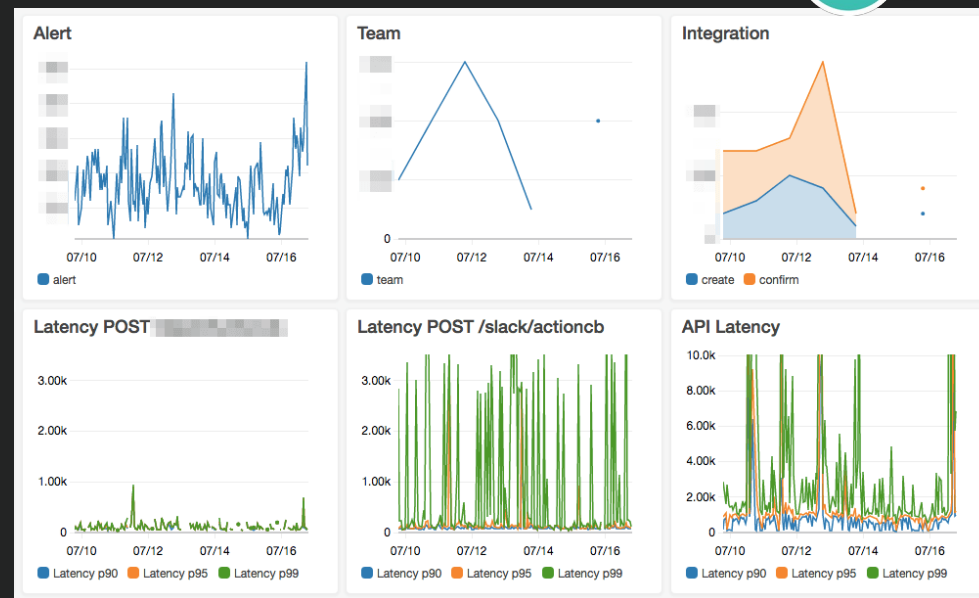 Alert
07/10 07/12 07/14 07/16
alert
Team
0
07/10 07/12 07/14 07/16
team
Integration
07/10 07/12 07/14 07/16
create confirm
Latency POST
3.00k
2.00k
1.00k
0
07/10 07/12 07/14 07/16
Latency p90 Latency p95 Latency p99
Latency POST /slack/actioncb
3.00k
2.00k
1.00k
0
07/10 07/12 07/14 07/16
Latency p90 Latency p95 Latency p99
API Latency
10.0k
8.00k
6.00k
4.00k
2.00k
0
07/10 07/12 07/14 07/16
Latency p90 Latency p95 Latency p99